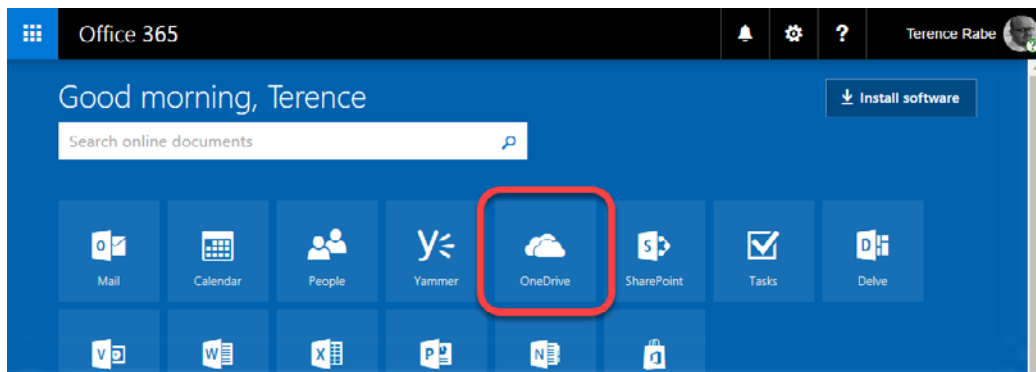 Office 365
?
Terence Rabe
Good morning, Terence
Install software
Search online documents
Mail
Calendar
People
Yammer
OneDrive
SharePoint
Tasks
Delve